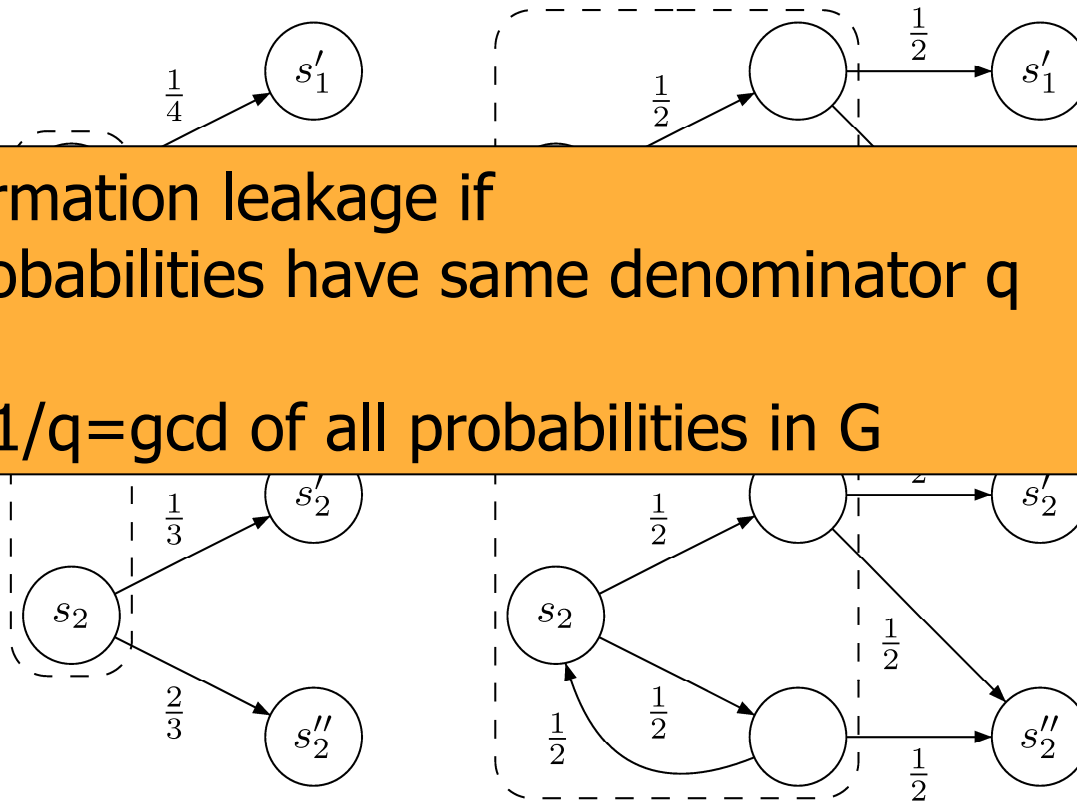 1/2
s′₁
1/4
1/2
s′₁
rmation leakage if
obabilities have same denominator q
1/q=gcd of all probabilities in G
s′₂
1/3
1/2
s′₂
s₂
s₂
1/2
2/3
1/2
1/2
s″₂
s″₂
1/2